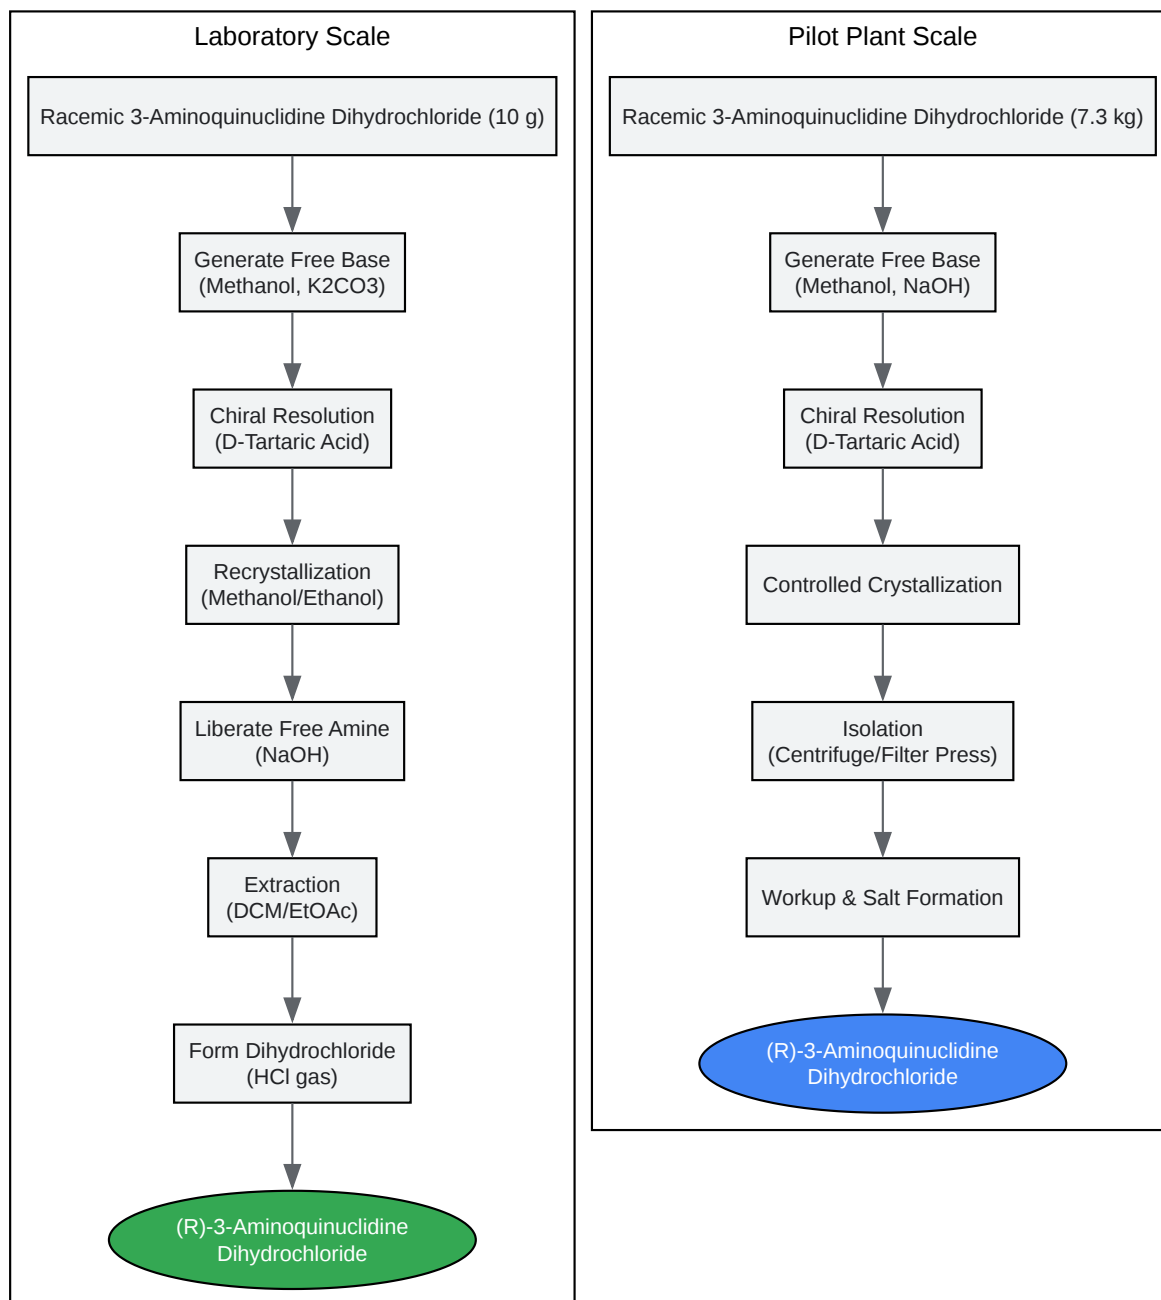 Laboratory Scale
Racemic 3-Aminoquinuclidine Dihydrochloride (10 g)
Generate Free Base
(Methanol, K2CO3)
Chiral Resolution
(D-Tartaric Acid)
Recrystallization
(Methanol/Ethanol)
Liberate Free Amine
(NaOH)
Extraction
(DCM/EtOAc)
Form Dihydrochloride
(HCl gas)
(R)-3-Aminoquinuclidine
Dihydrochloride
Pilot Plant Scale
Racemic 3-Aminoquinuclidine Dihydrochloride (7.3 kg)
Generate Free Base
(Methanol, NaOH)
Chiral Resolution
(D-Tartaric Acid)
Controlled Crystallization
Isolation
(Centrifuge/Filter Press)
Workup & Salt Formation
(R)-3-Aminoquinuclidine
Dihydrochloride